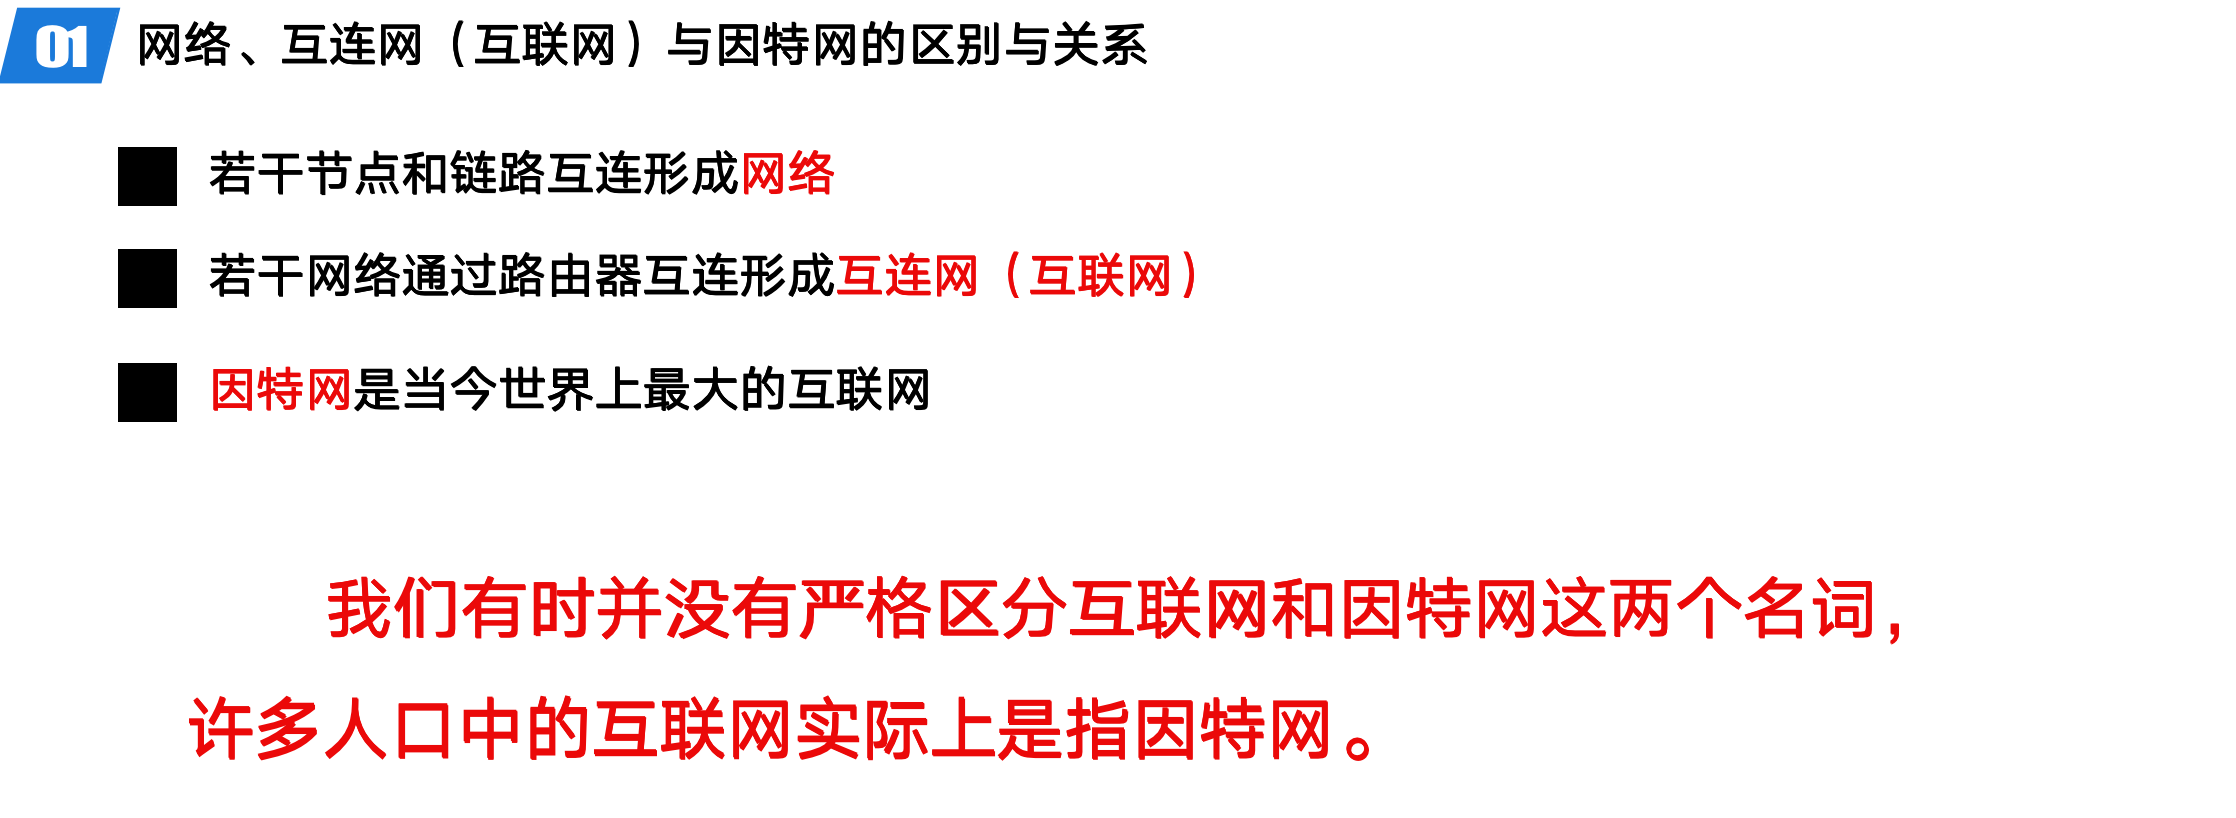 01 网络、互连网（互联网）与因特网的区别与关系
若干节点和链路互连形成网络
若干网络通过路由器互连形成互连网（互联网）
因特网是当今世界上最大的互联网
我们有时并没有严格区分互联网和因特网这两个名词，
许多人口中的互联网实际上是指因特网。